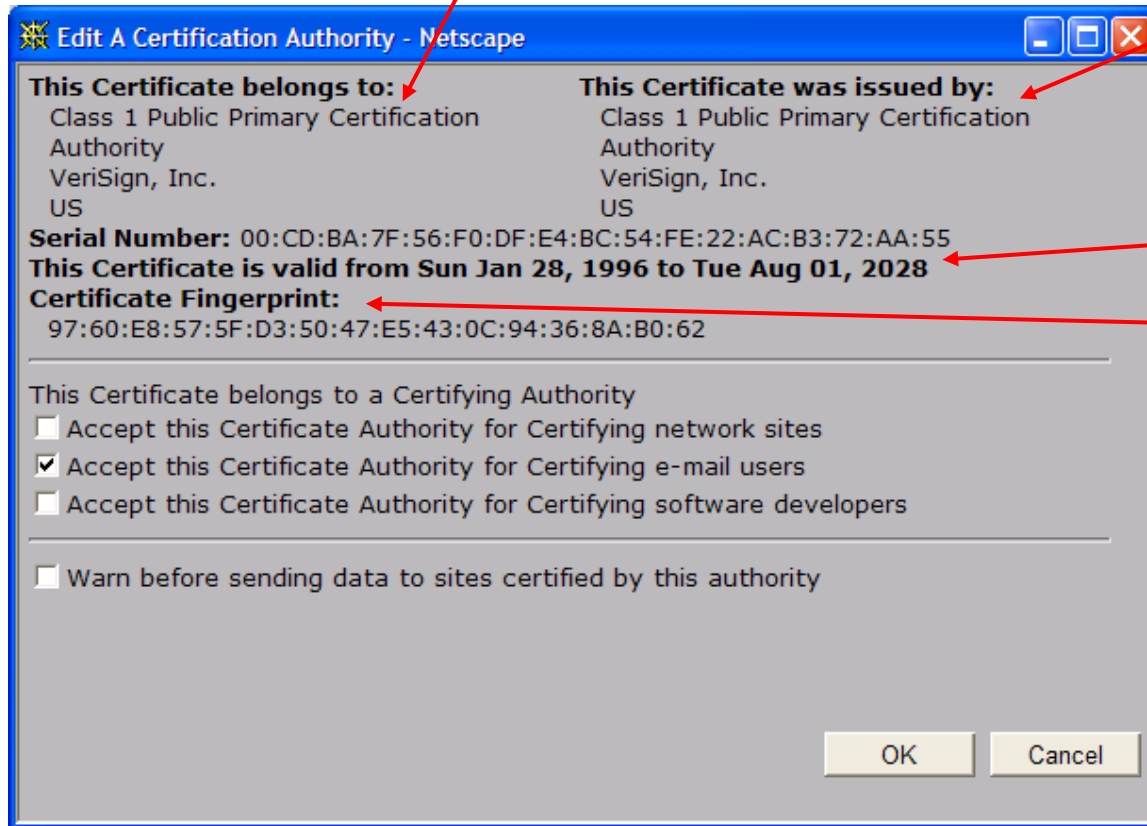 Edit A Certification Authority - Netscape
This Certificate belongs to:
Class 1 Public Primary Certification
Authority
VeriSign, Inc.
US
This Certificate was issued by:
Class 1 Public Primary Certification
Authority
VeriSign, Inc.
US
Serial Number: 00:CD:BA:7F:56:F0:DF:E4:BC:54:FE:22:AC:B3:72:AA:55
This Certificate is valid from Sun Jan 28, 1996 to Tue Aug 01, 2028
Certificate Fingerprint:
97:60:E8:57:5F:D3:50:47:E5:43:0C:94:36:8A:B0:62
This Certificate belongs to a Certifying Authority
Accept this Certificate Authority for Certifying network sites
Accept this Certificate Authority for Certifying e-mail users
Accept this Certificate Authority for Certifying software developers
Warn before sending data to sites certified by this authority
OK
Cancel